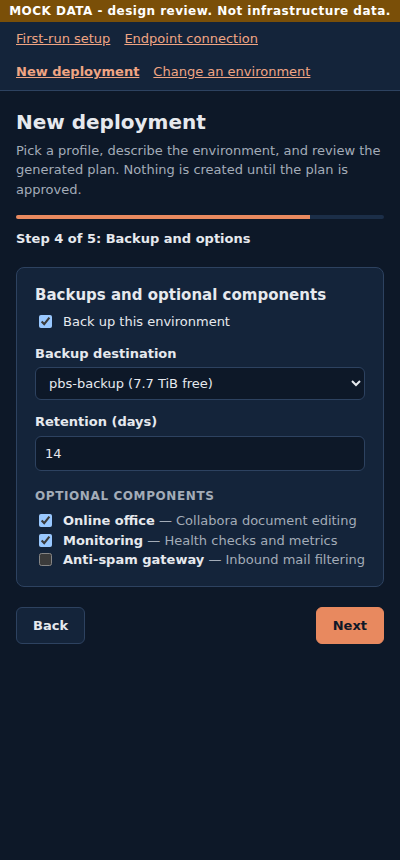 MOCK DATA - design review. Not infrastructure data.
First-run setup Endpoint connection
New deployment Change an environment
New deployment
Pick a profile, describe the environment, and review the
generated plan. Nothing is created until the plan is
approved.
Step 4 of 5: Backup and options
Backups and optional components
Back up this environment
Backup destination
pbs-backup (7.7 TiB free)
Retention (days)
14
OPTIONAL COMPONENTS
Online office — Collabora document editing
Monitoring — Health checks and metrics
Anti-spam gateway — Inbound mail filtering
Back Next